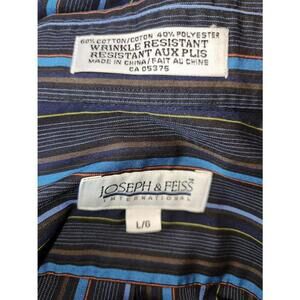 60% COTTON/COTON 40% POLYESTER
WRINKLE RESISTANT
RESISTANT AUX PLIS
MADE IN CHINA/FAIT AU CHINE
CA 05375
JOSEPH & FEISS
INTERNATIONAL
L/G